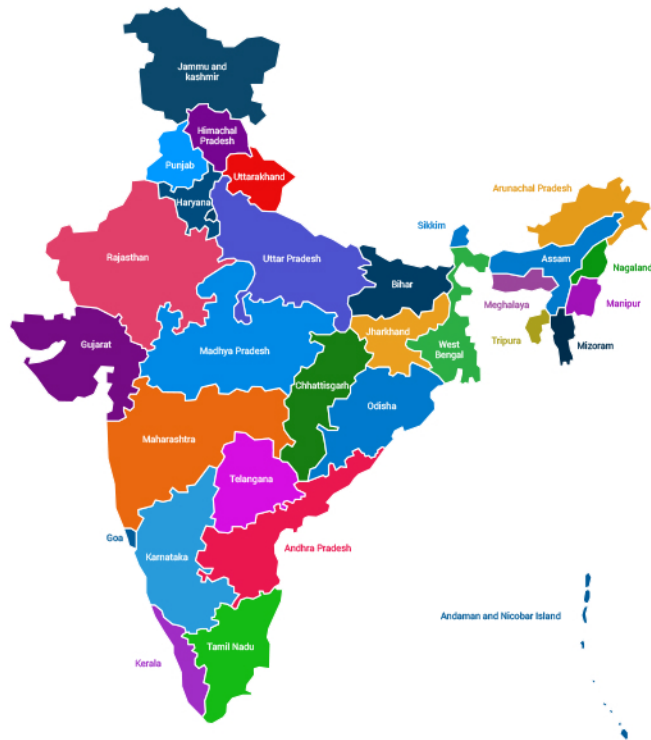 Jammu and
kashmir
Himachal
Pradesh
Punjab
Uttarakhand
Haryana
Arunachal Pradesh
Sikkim
Rajasthan
Uttar Pradesh
Assam
Nagaland
Bihar
Meghalaya
Manipur
Jharkhand
Gujarat
Madhya Pradesh
West
Bengal
Tripura
Mizoram
Chhattisgarh
Odisha
Maharashtra
Telangana
Goa
Karnataka
Andhra Pradesh
Andaman and Nicobar Island
Tamil Nadu
Kerala